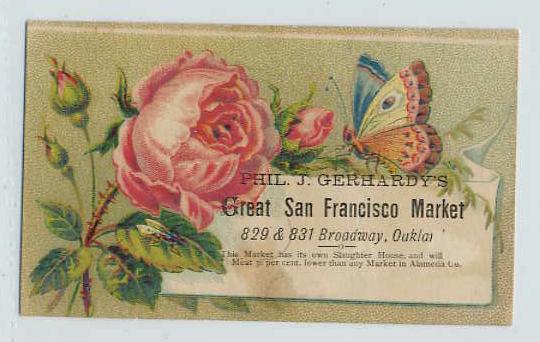 PHIL. J. GERHARDY'S
Great San Francisco Market
829 & 831 Broadway, Oaklan
This Market has its own Slaughter House, and will
Meat per cent. lower than any Market in Alameda Co.